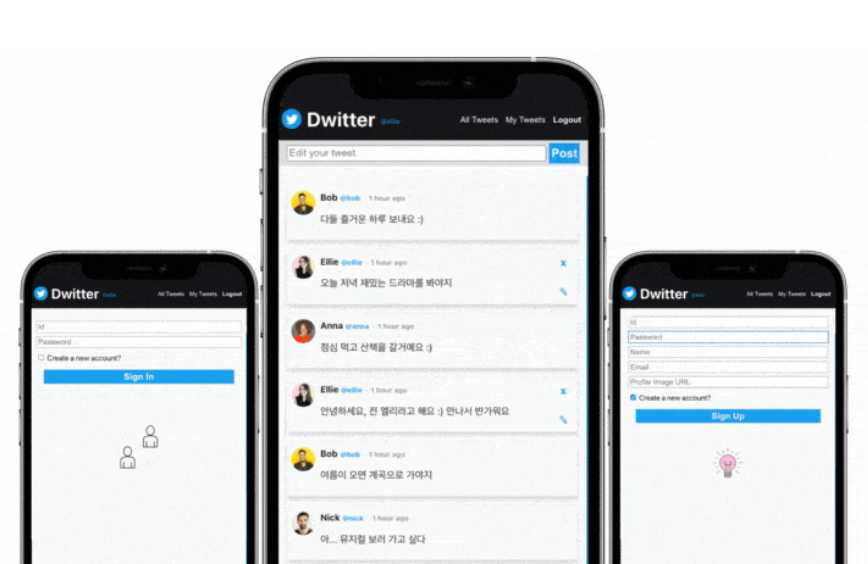 Dwitter @ellie All Tweets My Tweets Logout
Edit your tweet Post
Bob @bob · 1 hour ago
다들 즐거운 하루 보내요 :)
Ellie @ellie · 1 hour ago x
오늘 저녁 재밌는 드라마를 봐야지
Anna @anna · 1 hour ago
점심 먹고 산책을 갈거예요 :)
Ellie @ellie · 1 hour ago x
안녕하세요, 전 엘리라고 해요 :) 만나서 반가워요
Bob @bob · 1 hour ago
여름이 오면 계곡으로 가야지
Nick @nick · 1 hour ago
아... 뮤지컬 보러 가고 싶다
Dwitter All Tweets My Tweets Logout
Id
Password
Create a new account?
Sign In
Dwitter All Tweets My Tweets Logout
Id
Password
Name
Email
Profile Image URL
Create a new account?
Sign Up